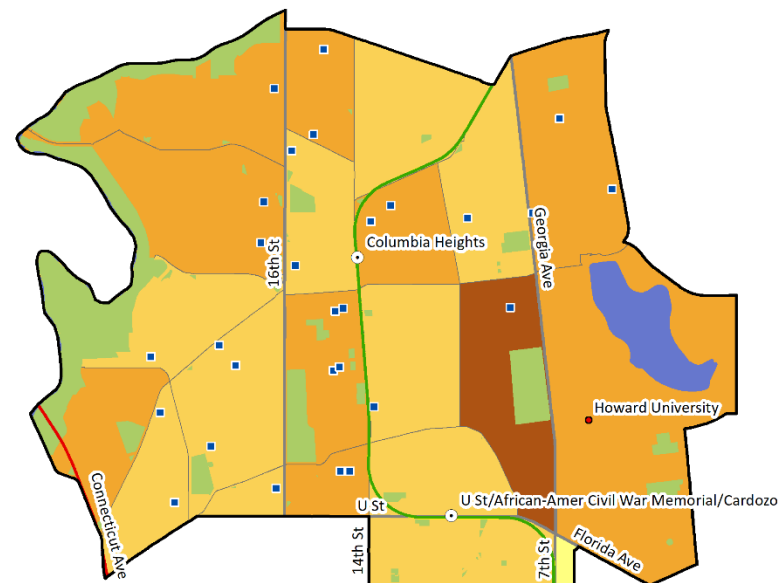 Columbia Heights
16th St
Georgia Ave
Howard University
Connecticut Ave
U St
U St/African-Amer Civil War Memorial/Cardozo
14th St
7th St
Florida Ave